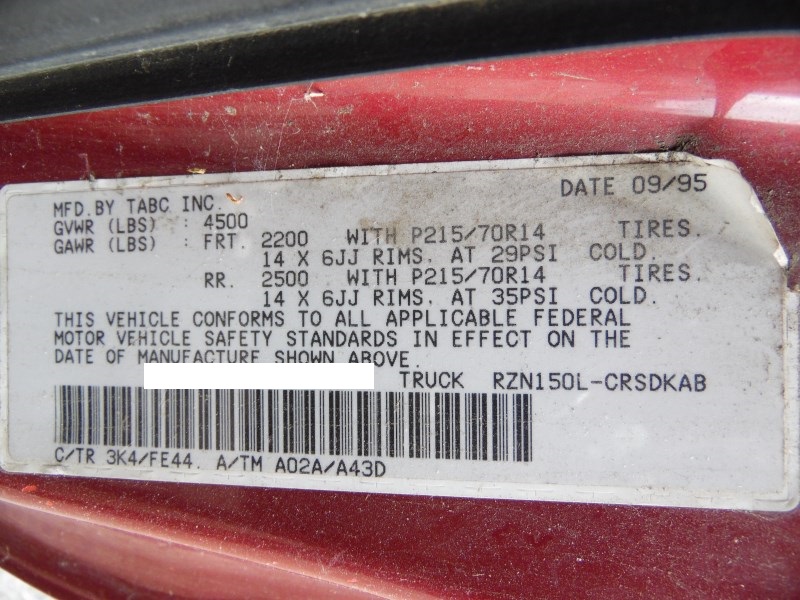 DATE 09/95
MFD.BY TABC INC.
GVWR (LBS) : 4500
GAWR (LBS) : FRT. 2200 WITH P215/70R14 TIRES.
14 X 6JJ RIMS. AT 29PSI COLD.
RR. 2500 WITH P215/70R14 TIRES.
14 X 6JJ RIMS. AT 35PSI COLD.
THIS VEHICLE CONFORMS TO ALL APPLICABLE FEDERAL
MOTOR VEHICLE SAFETY STANDARDS IN EFFECT ON THE
DATE OF MANUFACTURE SHOWN ABOVE.
TRUCK RZN150L-CRSDKAB
C/TR 3K4/FE44. A/TM A02A/A43D